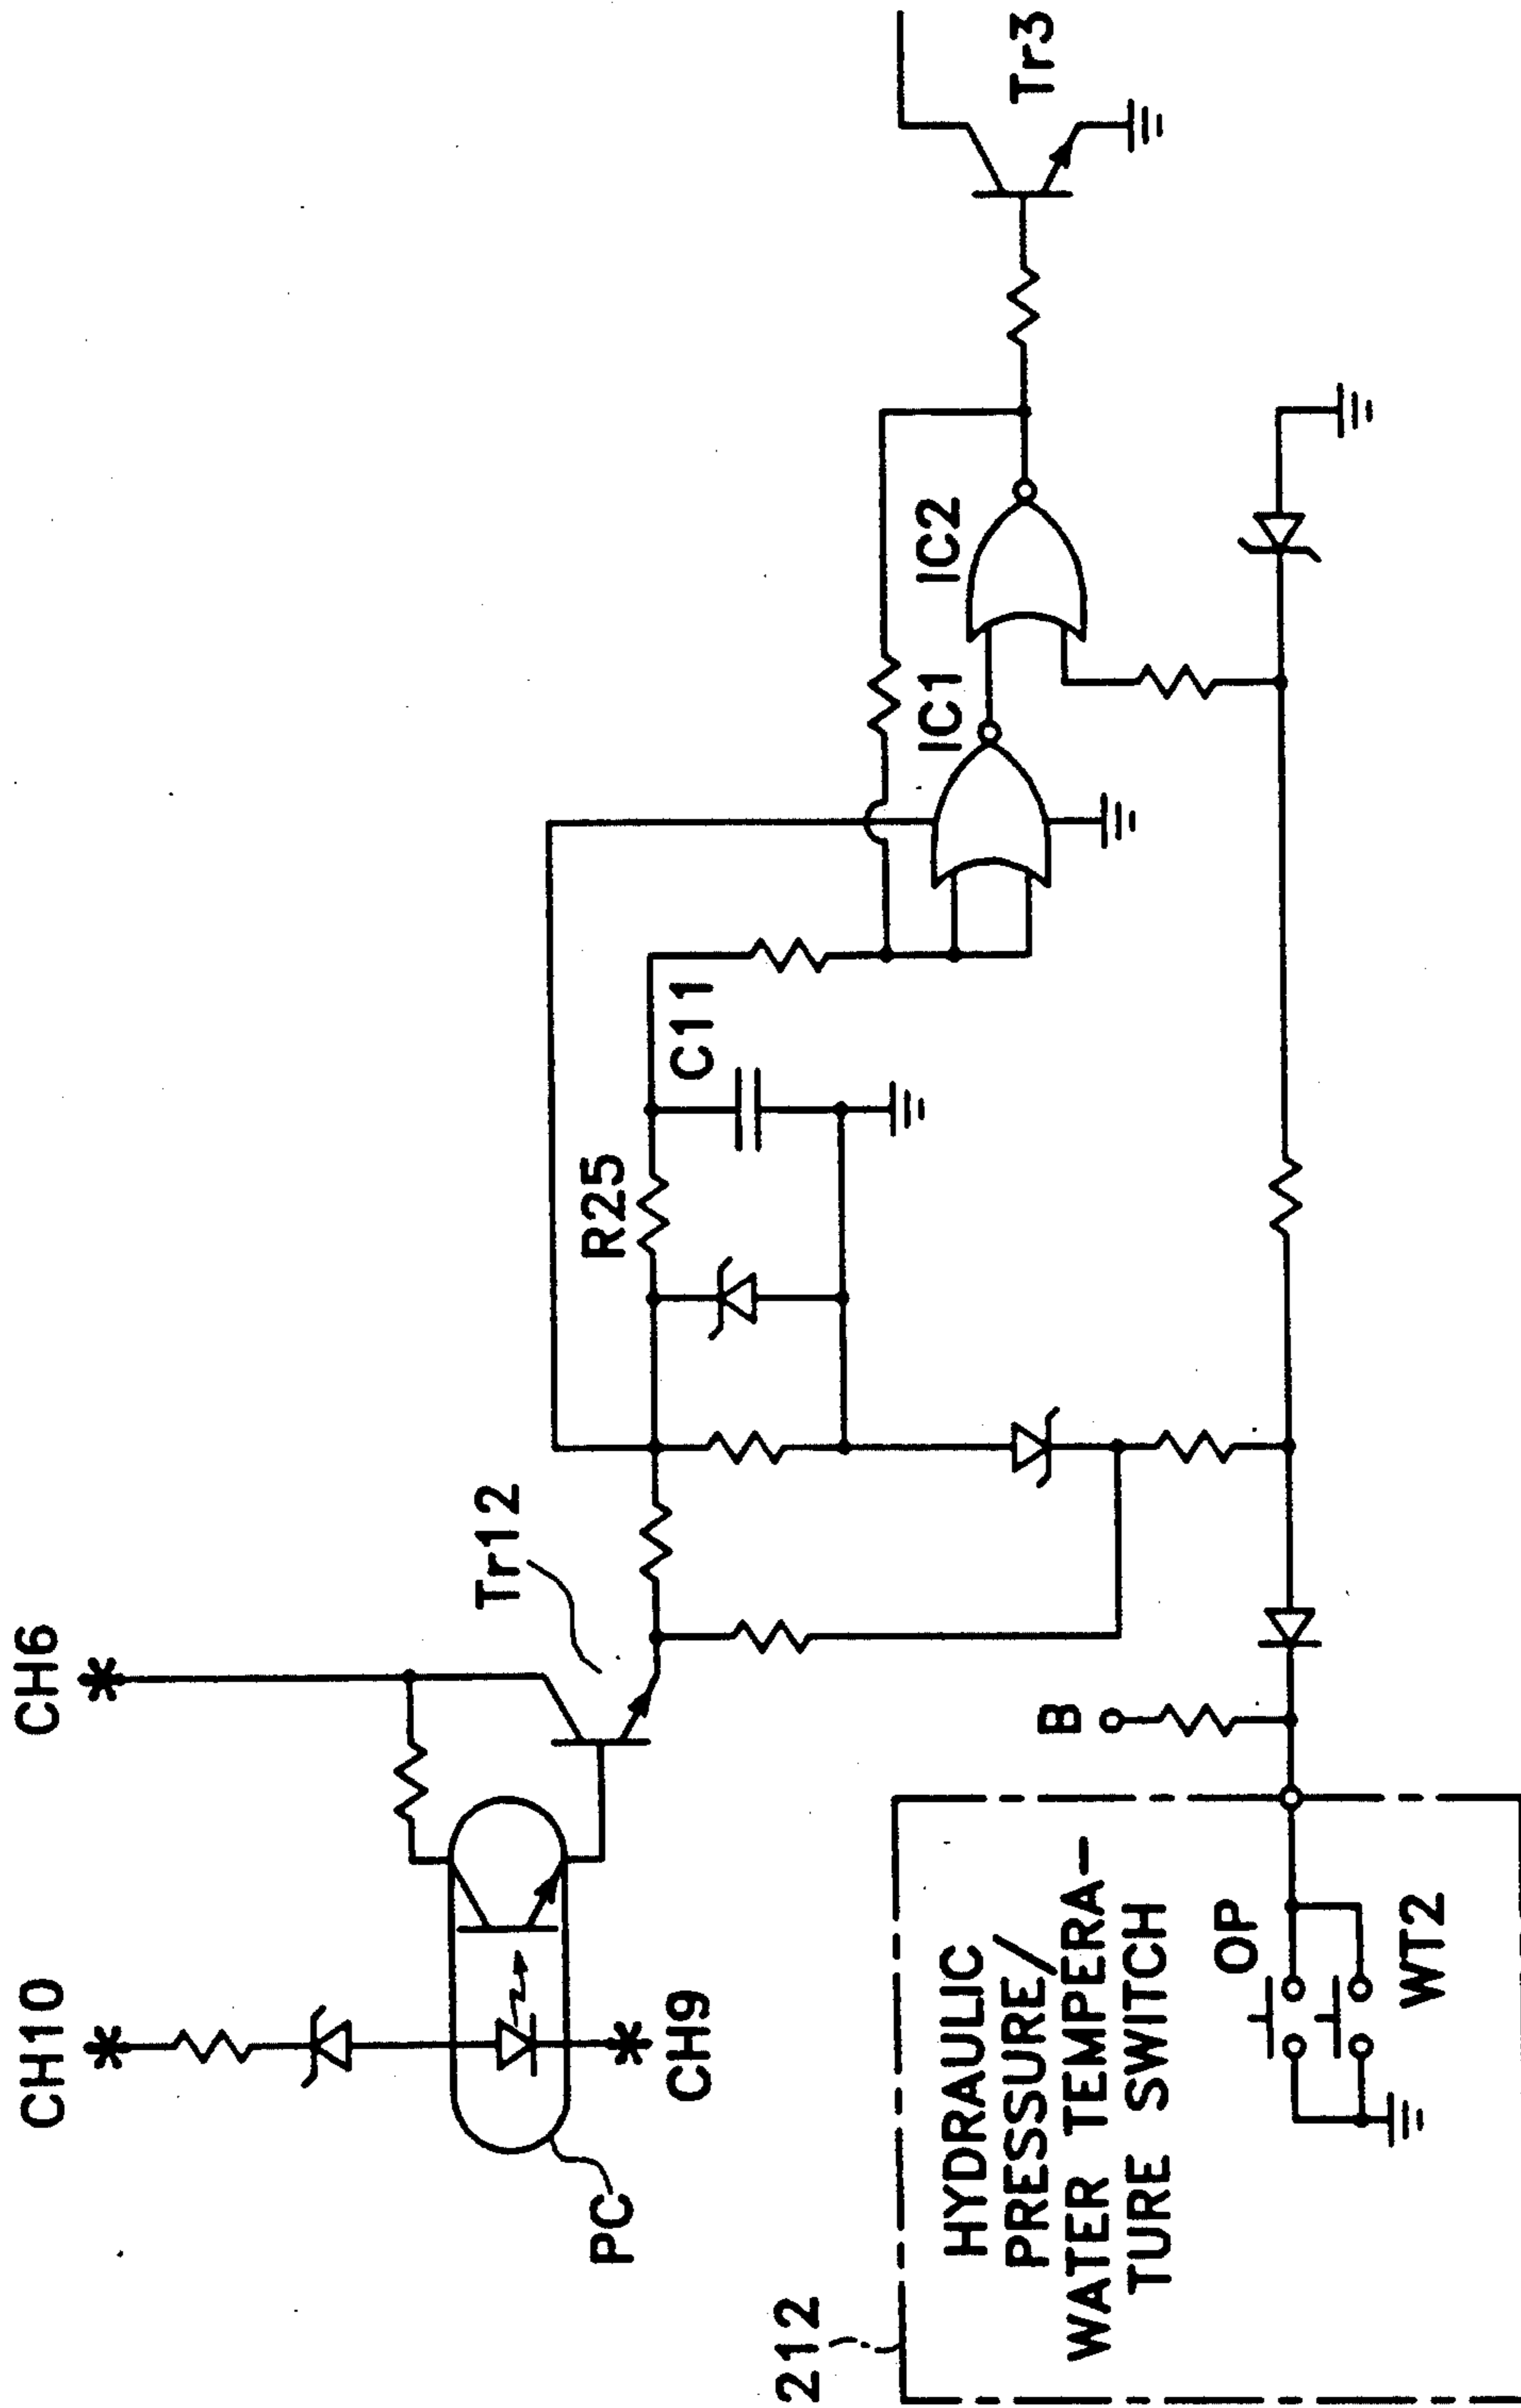 CH10
CH6
CH9
PC
Tr12
R25
C11
IC1
IC2
Tr3
B
212
HYDRAULIC
PRESSURE/
WATER TEMPERA-
TURE SWITCH
OP
WT2